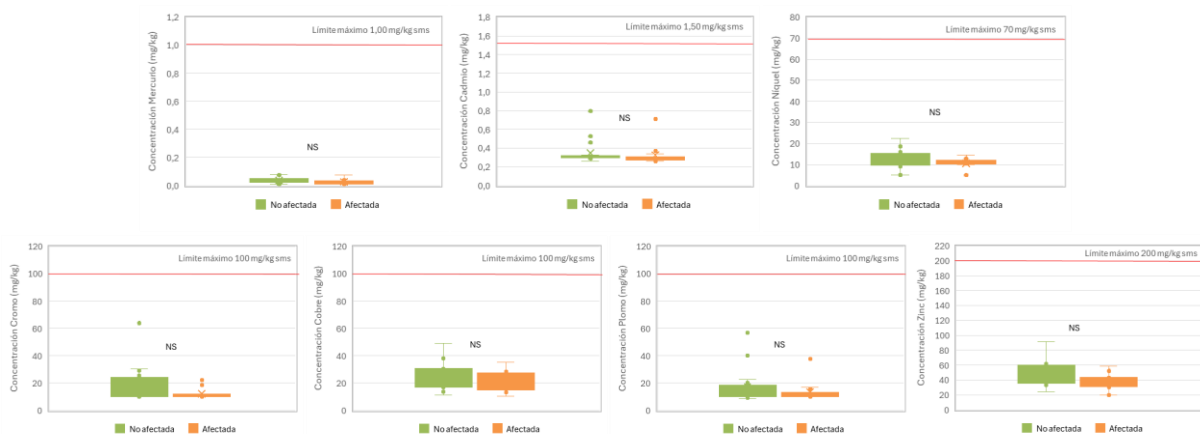 Concentración Mercurio (mg/kg)
1,2
1,0
0,8
0,6
0,4
0,2
0,0
Límite máximo 1,00 mg/kg sms
NS
No afectada Afectada
Concentración Cadmio (mg/kg)
1,8
1,6
1,4
1,2
1,0
0,8
0,6
0,4
0,2
0,0
Límite máximo 1,50 mg/kg sms
NS
No afectada Afectada
Concentración Níquel (mg/kg)
80
70
60
50
40
30
20
10
0
Límite máximo 70 mg/kg sms
NS
No afectada Afectada
Concentración Cromo (mg/kg)
120
100
80
60
40
20
0
Límite máximo 100 mg/kg sms
NS
No afectada Afectada
Concentración Cobre (mg/kg)
120
100
80
60
40
20
0
Límite máximo 100 mg/kg sms
NS
No afectada Afectada
Concentración Plomo (mg/kg)
120
100
80
60
40
20
0
Límite máximo 100 mg/kg sms
NS
No afectada Afectada
Concentración Zinc (mg/kg)
220
200
180
160
140
120
100
80
60
40
20
0
Límite máximo 200 mg/kg sms
NS
No afectada Afectada